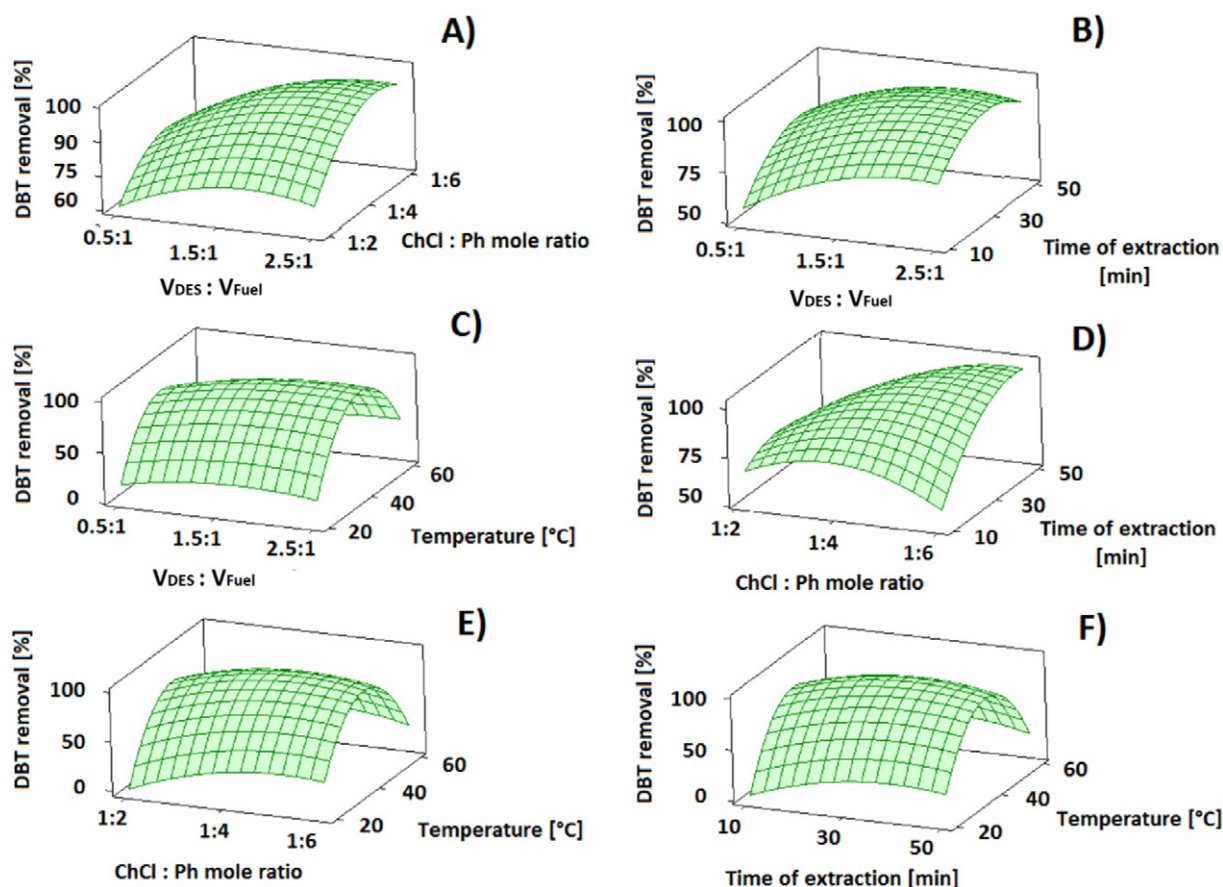 A)
DBT removal [%]
100
90
75
60
0.5:1
1.5:1
2.5:1
VDES : VFuel
1:2
1:4
1:6
ChCl : Ph mole ratio
B)
DBT removal [%]
100
75
50
0.5:1
1.5:1
2.5:1
VDES : VFuel
10
30
50
Time of extraction
[min]
C)
DBT removal [%]
100
50
0
0.5:1
1.5:1
2.5:1
VDES : VFuel
20
40
60
Temperature [°C]
D)
DBT removal [%]
100
75
50
1:2
1:4
1:6
ChCl : Ph mole ratio
10
30
50
Time of extraction
[min]
E)
DBT removal [%]
100
50
0
1:2
1:4
1:6
ChCl : Ph mole ratio
20
40
60
Temperature [°C]
F)
DBT removal [%]
100
50
0
10
30
50
Time of extraction [min]
20
40
60
Temperature [°C]